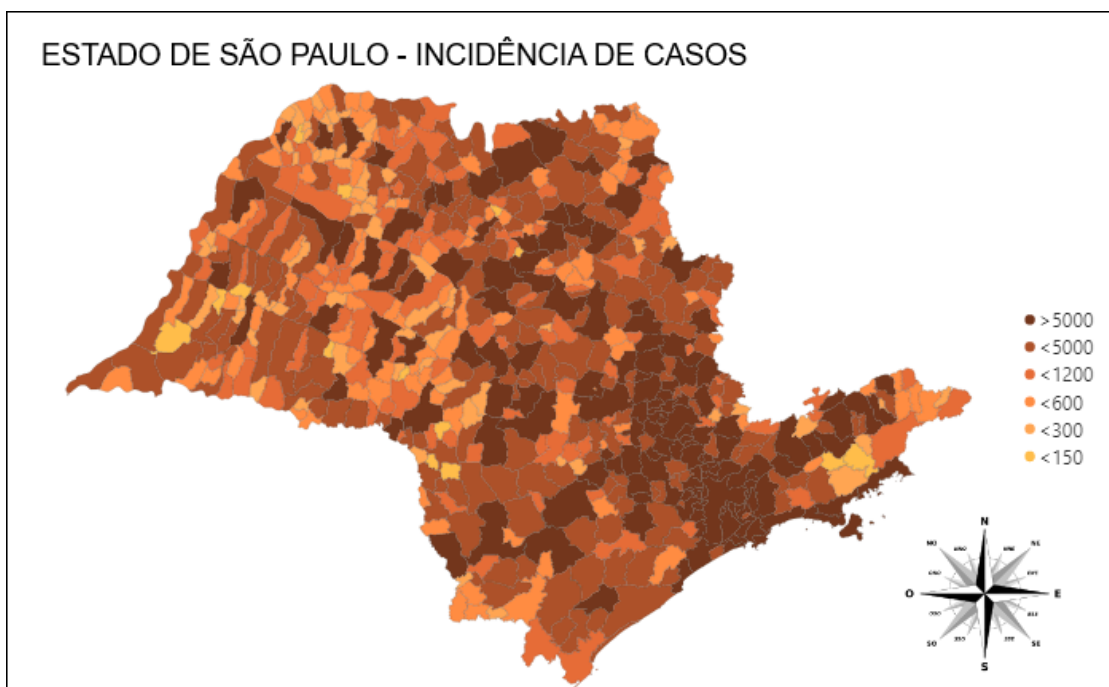 ESTADO DE SÃO PAULO - INCIDÊNCIA DE CASOS
>5000
<5000
<1200
<600
<300
<150
N
NO
NE
O
E
SO
SE
S